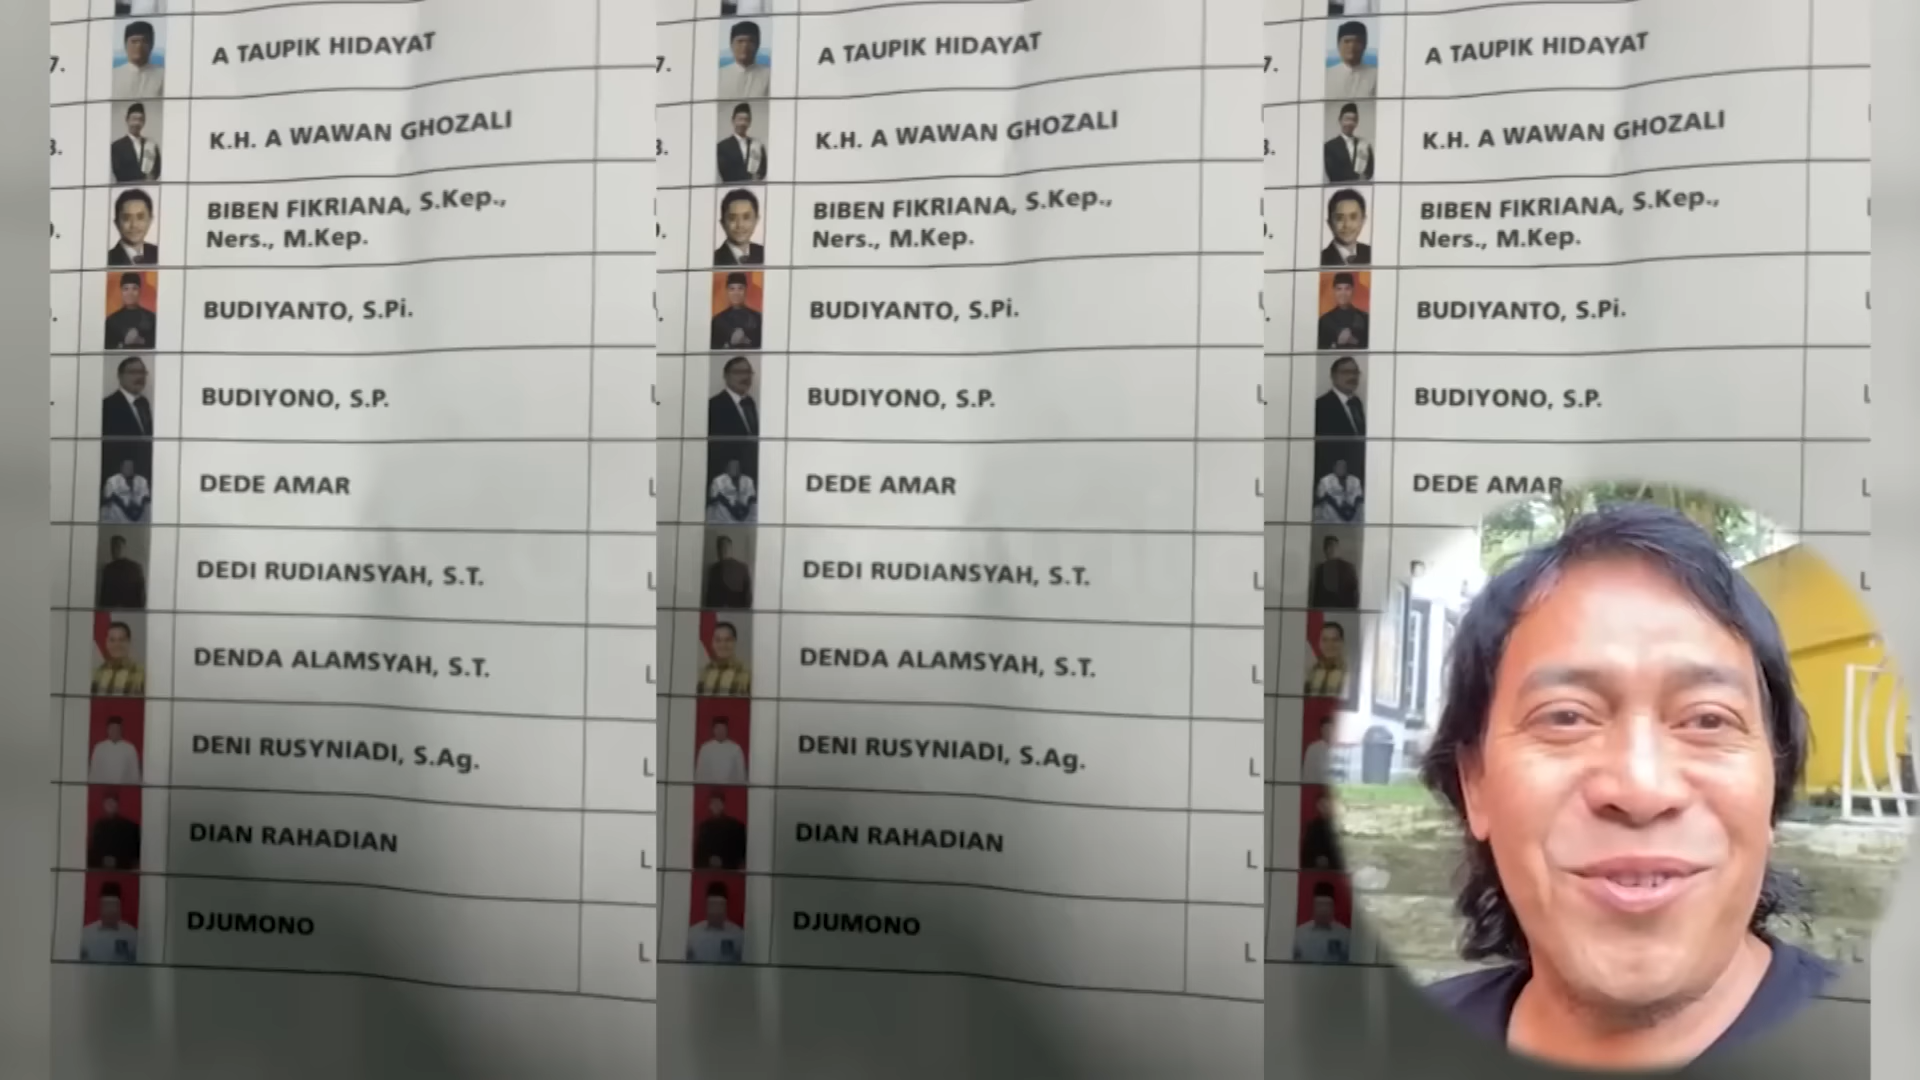 7.
A TAUPIK HIDAYAT
K.H. A WAWAN GHOZALI
BIBEN FIKRIANA, S.Kep.,
Ners., M.Kep.
BUDIYANTO, S.Pi.
BUDIYONO, S.P.
L
DEDE AMAR
L
DEDI RUDIANSYAH, S.T.
L
DENDA ALAMSYAH, S.T.
L
DENI RUSYNIADI, S.Ag.
L
DIAN RAHADIAN
L
DJUMONO
L
7.
A TAUPIK HIDAYAT
K.H. A WAWAN GHOZALI
BIBEN FIKRIANA, S.Kep.,
Ners., M.Kep.
BUDIYANTO, S.Pi.
BUDIYONO, S.P.
L
DEDE AMAR
L
DEDI RUDIANSYAH, S.T.
L
DENDA ALAMSYAH, S.T.
L
DENI RUSYNIADI, S.Ag.
L
DIAN RAHADIAN
L
DJUMONO
L
7.
A TAUPIK HIDAYAT
K.H. A WAWAN GHOZALI
BIBEN FIKRIANA, S.Kep.,
Ners., M.Kep.
BUDIYANTO, S.Pi.
L
BUDIYONO, S.P.
L
DEDE AMAR
L
L
L